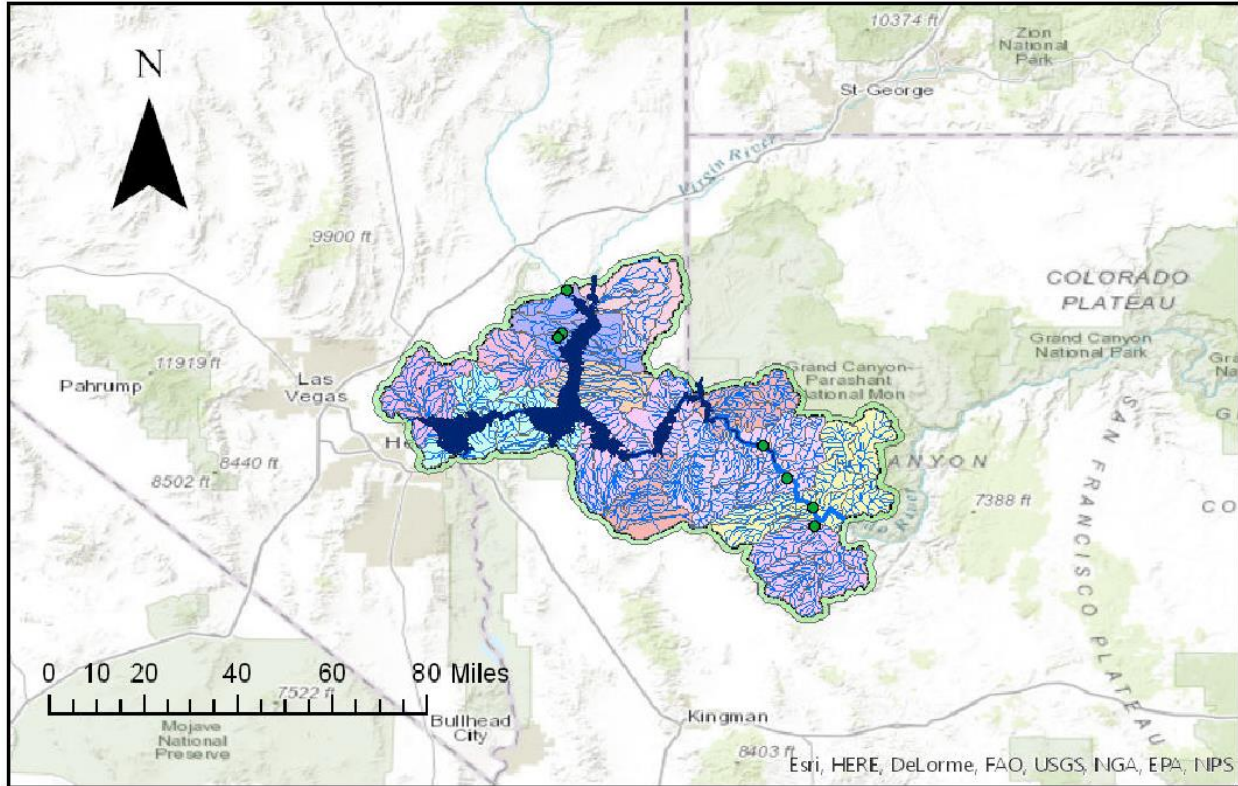 10374 ft
Zion
National
Park
N
St George
Virgin River
9900 ft
COLORADO
PLATEAU
Grand Canyon
National Park
11919 ft
Las
Vegas
Pahrump
Grand Canyon-
Parashant
National Mon
8440 ft
8502 ft
ANYON
River
7388 ft
CO
SAN FRANCISCO PLATEAU
0 10 20 40 60 80 Miles
7522 ft
Bullhead
City
Mojave
National
Preserve
Kingman
8403 ft
Esri, HERE, DeLorme, FAO, USGS, NGA, EPA, NPS